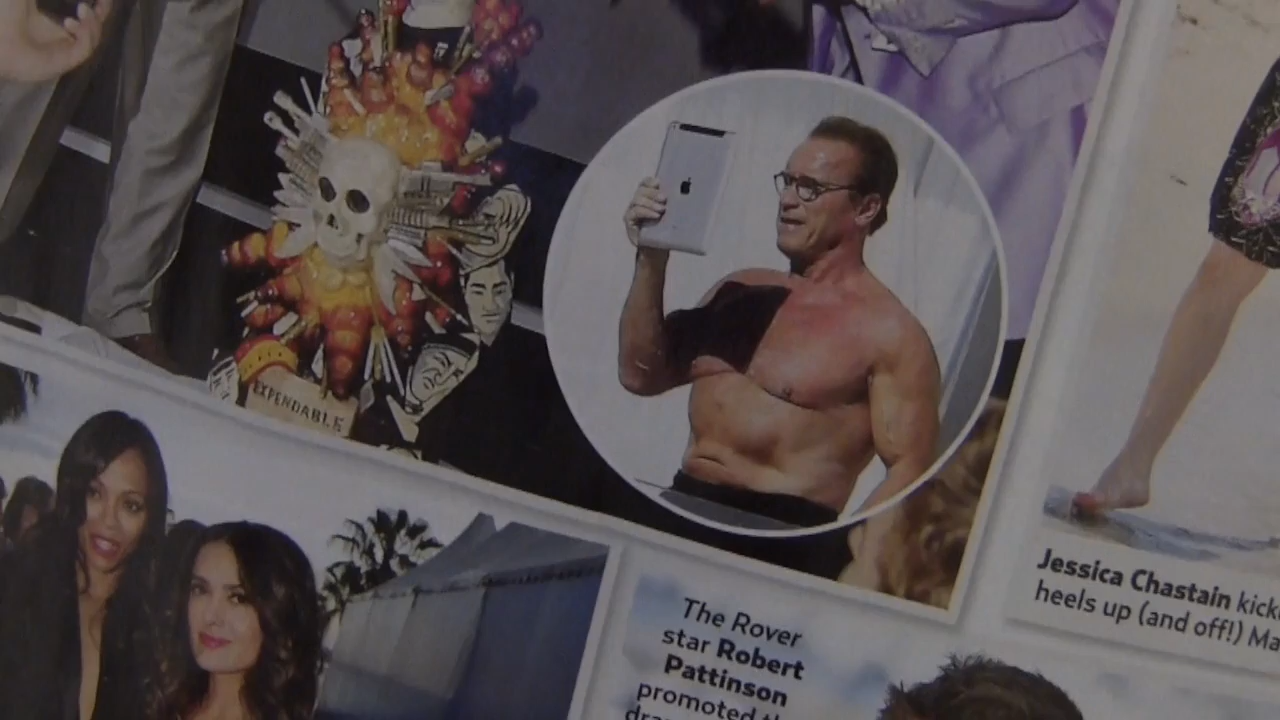 EXPENDABLE
Jessica Chastain
heels up (and off!)
The Rover
star Robert
Pattinson
promoted